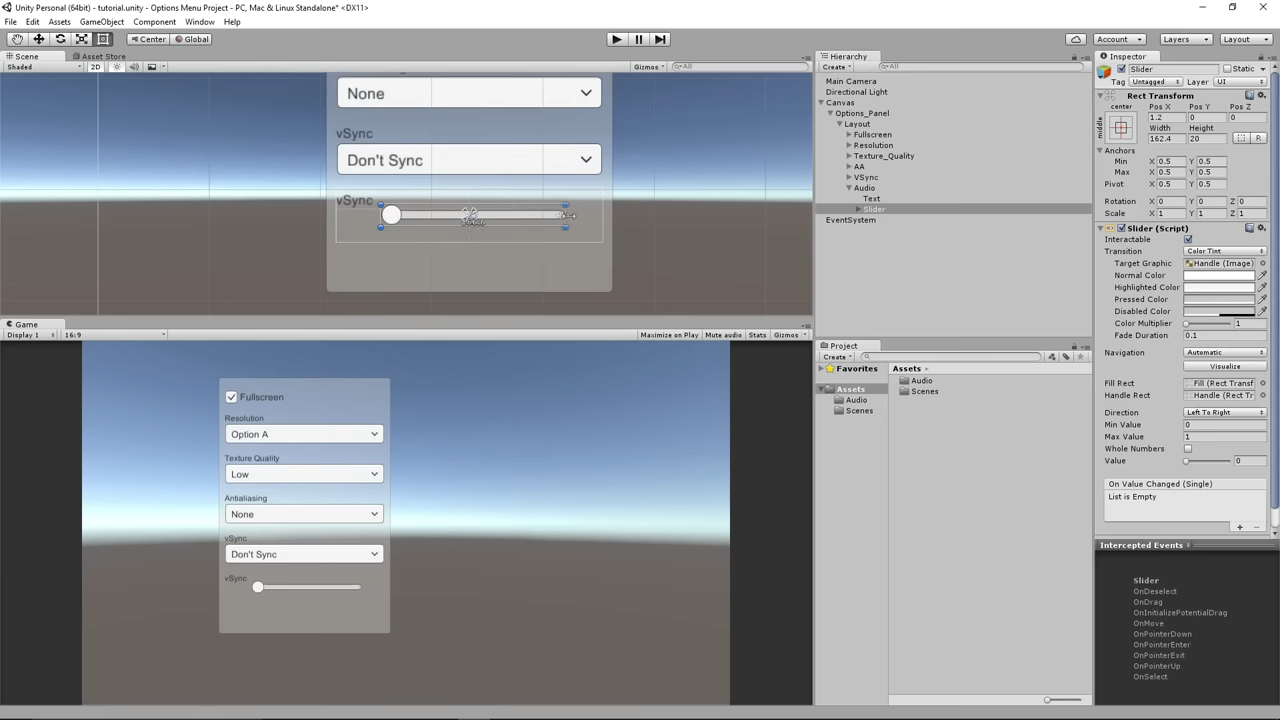 Unity Personal (64bit) - tutorial.unity - Options Menu Project - PC, Mac & Linux Standalone* <DX11>
File Edit Assets GameObject Component Window Help
Center Global Account Layers Layout
Scene Asset Store
Shaded 2D Gizmos All
None
vSync
Don't Sync
vSync
Game
Display 1 16:9 Maximize on Play Mute audio Stats Gizmos
Fullscreen
Resolution
Option A
Texture Quality
Low
Antialiasing
None
vSync
Don't Sync
vSync
Hierarchy
Create All
Main Camera
Directional Light
Canvas
Options_Panel
Layout
Fullscreen
Resolution
Texture_Quality
AA
VSync
Audio
Text
Slider
EventSystem
Project
Create
Favorites
Assets
Audio
Scenes
Assets
Audio
Scenes
Inspector
Slider Static
Tag Untagged Layer UI
Rect Transform
center Pos X Pos Y Pos Z
middle 1.2 0 0
Width Height
162.4 20 R
Anchors
Min X 0.5 Y 0.5
Max X 0.5 Y 0.5
Pivot X 0.5 Y 0.5
Rotation X 0 Y 0 Z 0
Scale X 1 Y 1 Z 1
Slider (Script)
Interactable
Transition Color Tint
Target Graphic Handle (Image)
Normal Color
Highlighted Color
Pressed Color
Disabled Color
Color Multiplier 1
Fade Duration 0.1
Navigation Automatic
Visualize
Fill Rect Fill (Rect Transf
Handle Rect Handle (Rect Tr
Direction Left To Right
Min Value 0
Max Value 1
Whole Numbers
Value 0
On Value Changed (Single)
List is Empty
Intercepted Events
Slider
OnDeselect
OnDrag
OnInitializePotentialDrag
OnMove
OnPointerDown
OnPointerEnter
OnPointerExit
OnPointerUp
OnSelect